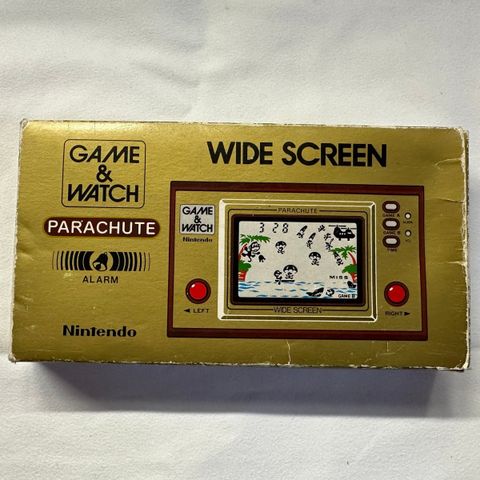 GAME
&
WATCH
WIDE SCREEN
PARACHUTE
ALARM
Nintendo
GAME
&
WATCH
Nintendo
PARACHUTE
328
MISS
GAME B
WIDE SCREEN
GAME A
GAME B
TIME
◄ LEFT
RIGHT ►